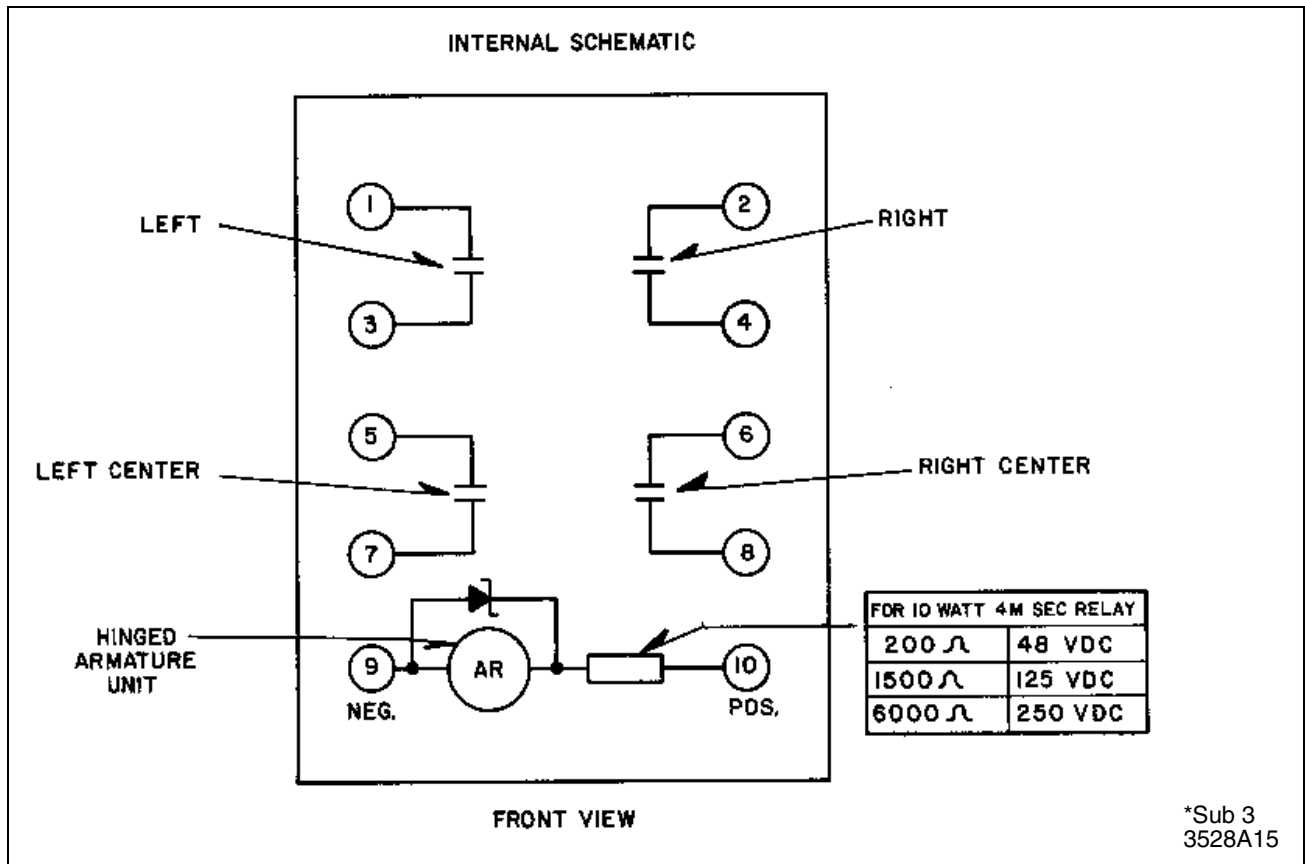 INTERNAL SCHEMATIC
1
2
LEFT
RIGHT
3
4
5
6
LEFT CENTER
RIGHT CENTER
7
8
FOR 10 WATT 4M SEC RELAY
200 Ω 48 VDC
1500 Ω 125 VDC
6000 Ω 250 VDC
HINGED
ARMATURE
UNIT
9
AR
10
NEG.
POS.
FRONT VIEW
*Sub 3
3528A15